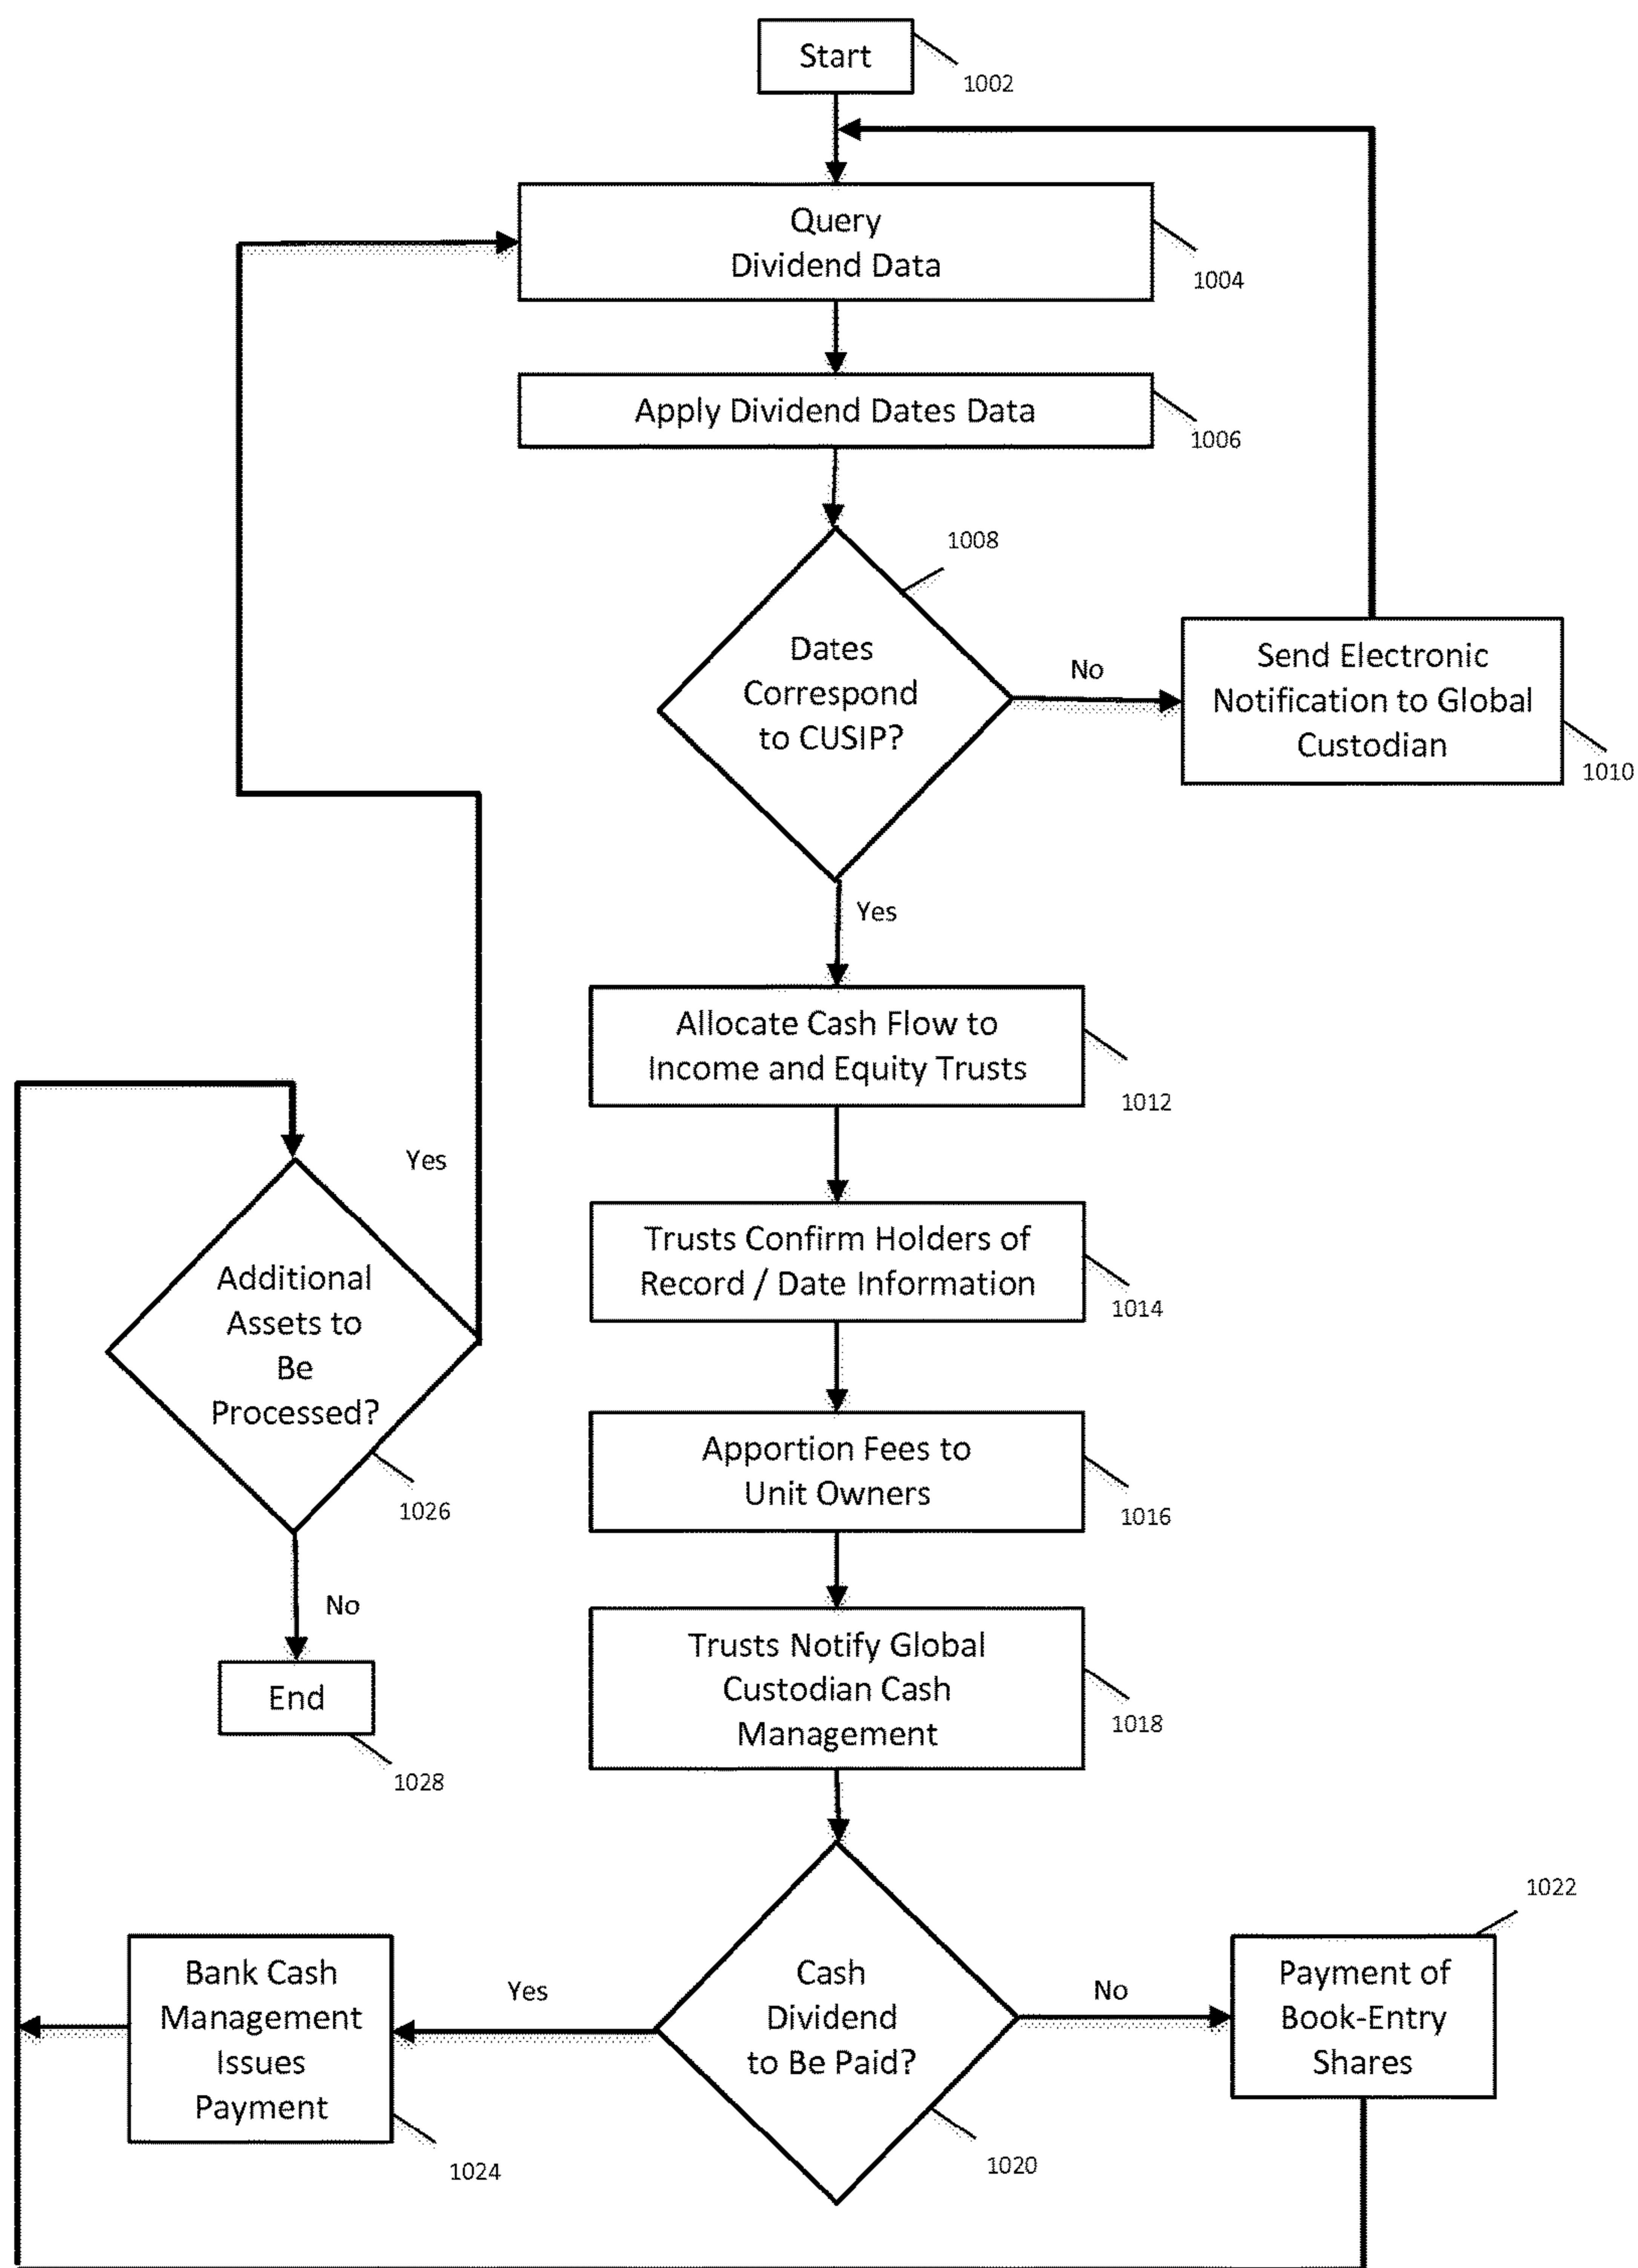 Start
1002
Query
Dividend Data
1004
Apply Dividend Dates Data
1006
1008
Dates
Correspond
to CUSIP?
No
Send Electronic
Notification to Global
Custodian
1010
Yes
Allocate Cash Flow to
Income and Equity Trusts
1012
Trusts Confirm Holders of
Record / Date Information
1014
Yes
Additional
Assets to
Be
Processed?
1026
Apportion Fees to
Unit Owners
1016
No
End
1028
Trusts Notify Global
Custodian Cash
Management
1018
Cash
Dividend
to Be Paid?
1020
No
1022
Payment of
Book-Entry
Shares
Yes
Bank Cash
Management
Issues
Payment
1024